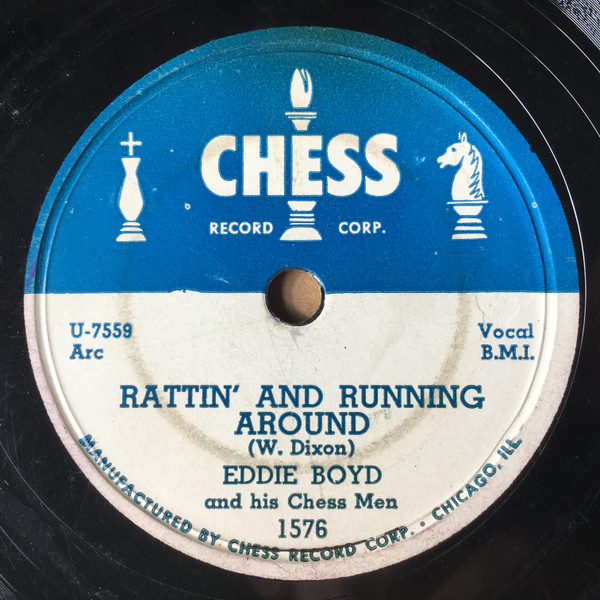 CHESS
RECORD CORP.
U-7559
Arc
Vocal
B.M.I.
RATTIN' AND RUNNING
AROUND
(W. Dixon)
EDDIE BOYD
and his Chess Men
1576
MANUFACTURED BY CHESS RECORD CORP. • CHICAGO, ILL